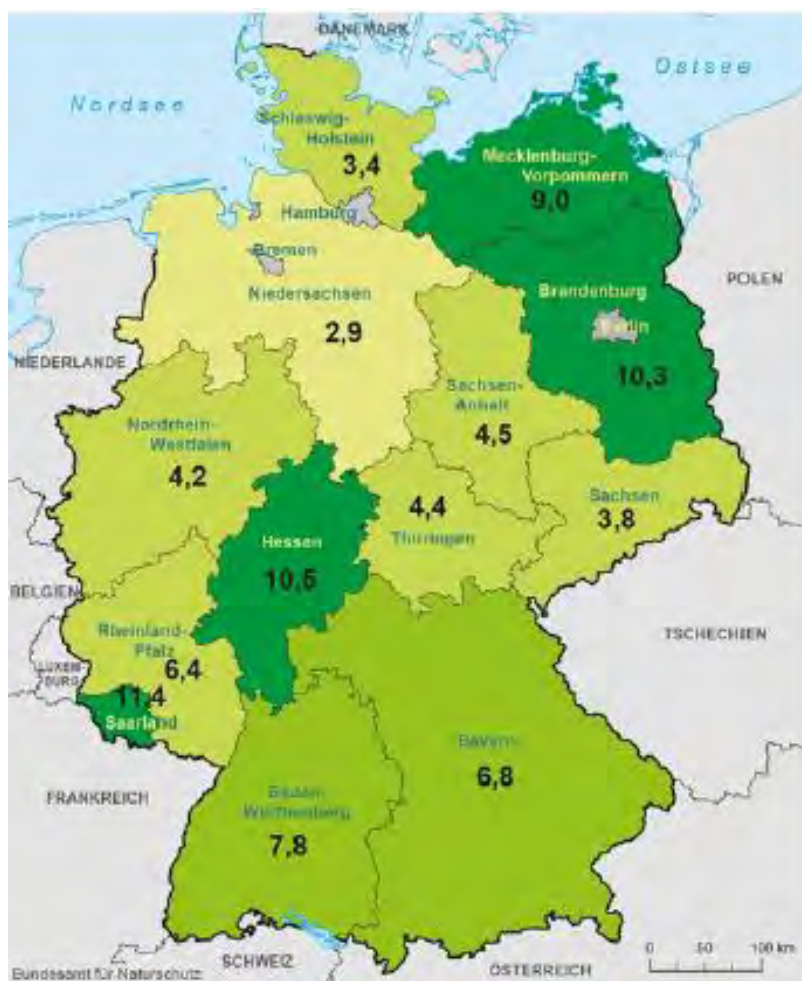 DÄNEMARK
Nordsee
Ostsee
Schleswig-
Holstein
3,4
Mecklenburg-
Vorpommern
9,0
Hamburg
Bremen
Niedersachsen
2,9
POLEN
Brandenburg
Berlin
10,3
NIEDERLANDE
Sachsen-
Anhalt
4,5
Nordrhein-
Westfalen
4,2
4,4
Thüringen
Sachsen
3,8
Hessen
10,5
BELGIEN
Rheinland-
Pfalz
6,4
LUXEM-
BURG
11,4
Saarland
TSCHECHIEN
Bayern
6,8
FRANKREICH
Baden-
Württemberg
7,8
SCHWEIZ
ÖSTERREICH
0 50 100 km
Bundesamt für Naturschutz